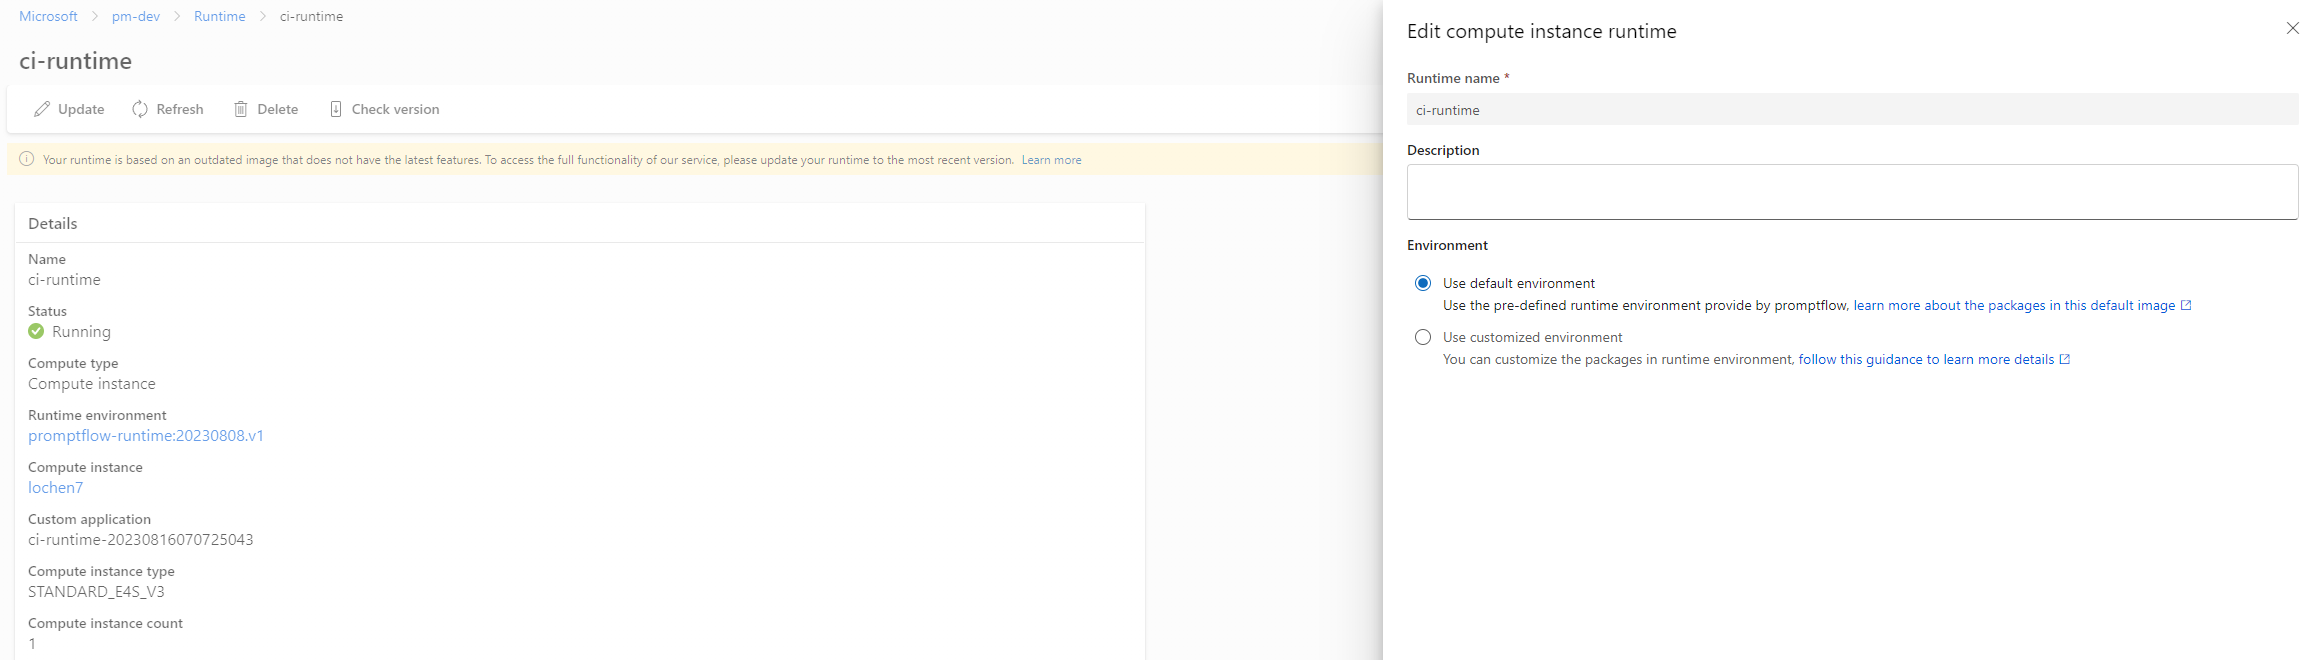 Microsoft > pm-dev > Runtime > ci-runtime
ci-runtime
Update Refresh Delete Check version
Your runtime is based on an outdated image that does not have the latest features. To access the full functionality of our service, please update your runtime to the most recent version. Learn more
Details
Name
ci-runtime
Status
Running
Compute type
Compute instance
Runtime environment
promptflow-runtime:20230808.v1
Compute instance
lochen7
Custom application
ci-runtime-20230816070725043
Compute instance type
STANDARD_E4S_V3
Compute instance count
1
Edit compute instance runtime
Runtime name *
ci-runtime
Description
Environment
Use default environment
Use the pre-defined runtime environment provide by promptflow, learn more about the packages in this default image
Use customized environment
You can customize the packages in runtime environment, follow this guidance to learn more details